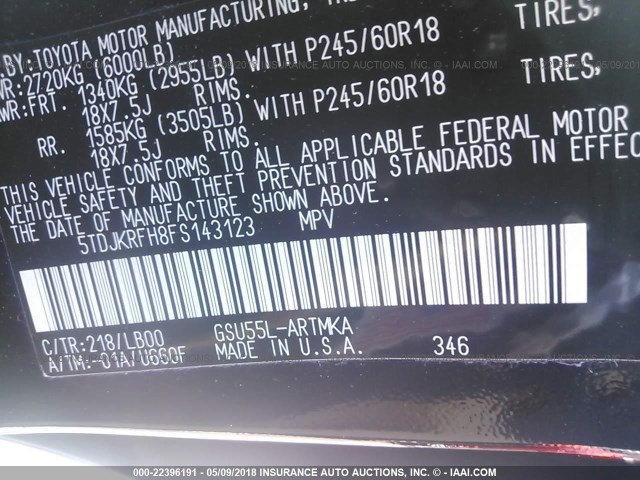 .BY:TOYOTA MOTOR MANUFACTURING,
WR:2720KG (6000LB)
WR:FRT. 1340KG (2955LB) WITH P245/60R18 TIRES,
18X7.5J RIMS.
RR. 1585KG (3505LB) WITH P245/60R18 TIRES,
18X7.5J RIMS.
THIS VEHICLE CONFORMS TO ALL APPLICABLE FEDERAL MOTOR
VEHICLE SAFETY AND THEFT PREVENTION STANDARDS IN EFFEC
THE DATE OF MANUFACTURE SHOWN ABOVE.
5TDJKRFH8FS143123 MPV
C/TR:218/LB00 GSU55L-ARTMKA
A/TM:-01A/U660F MADE IN U.S.A. 346
000-22396191 - 05/09/2018 - INSURANCE AUTO AUCTIONS, INC. © - IAAI.COM